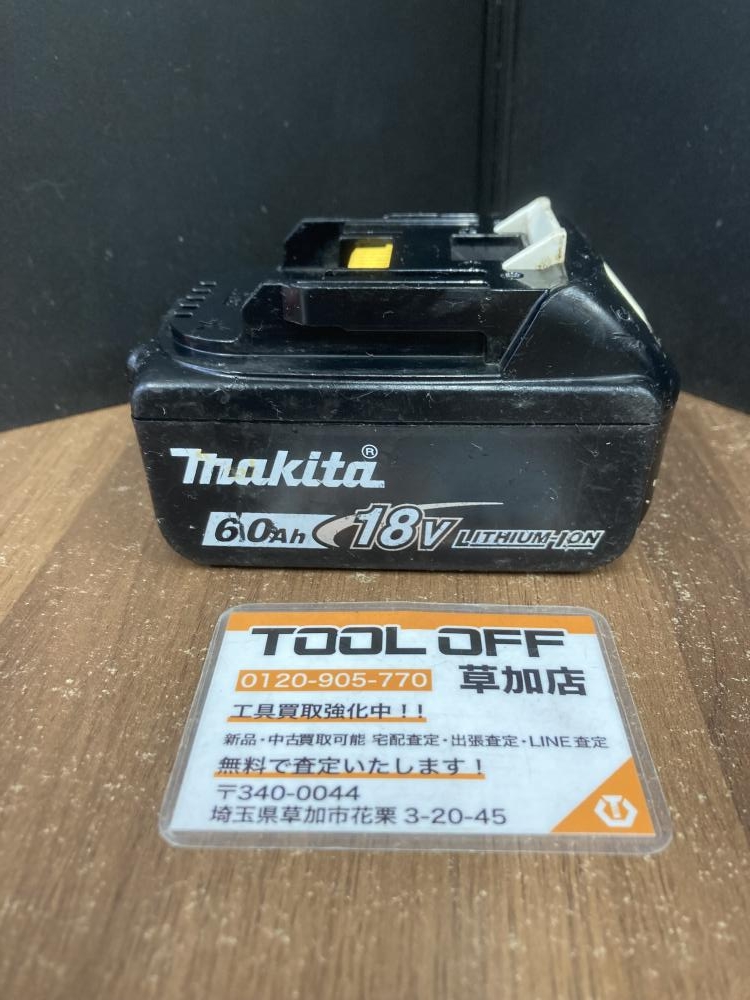 makita®
6.0Ah 18V LITHIUM-ION
TOOL OFF
0120-905-770 草加店
工具買取強化中！！
新品・中古買取可能 宅配査定・出張査定・LINE査定
無料で査定いたします！
〒340-0044
埼玉県草加市花栗 3-20-45